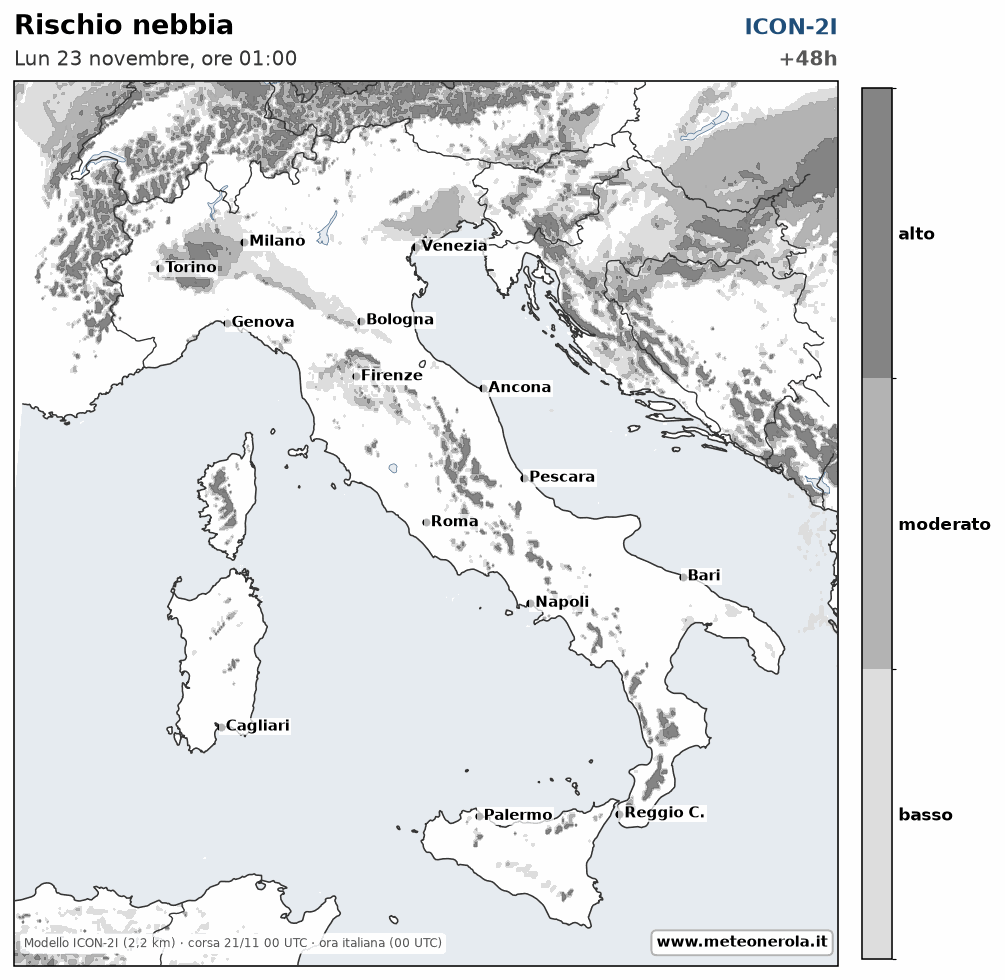 Rischio nebbia
ICON-2I
Lun 23 novembre, ore 01:00
+48h
alto
moderato
basso
Milano
Venezia
Torino
Genova
Bologna
Firenze
Ancona
Pescara
Roma
Bari
Napoli
Cagliari
Palermo
Reggio C.
Modello ICON-2I (2,2 km) · corsa 21/11 00 UTC · ora italiana (00 UTC)
www.meteonerola.it